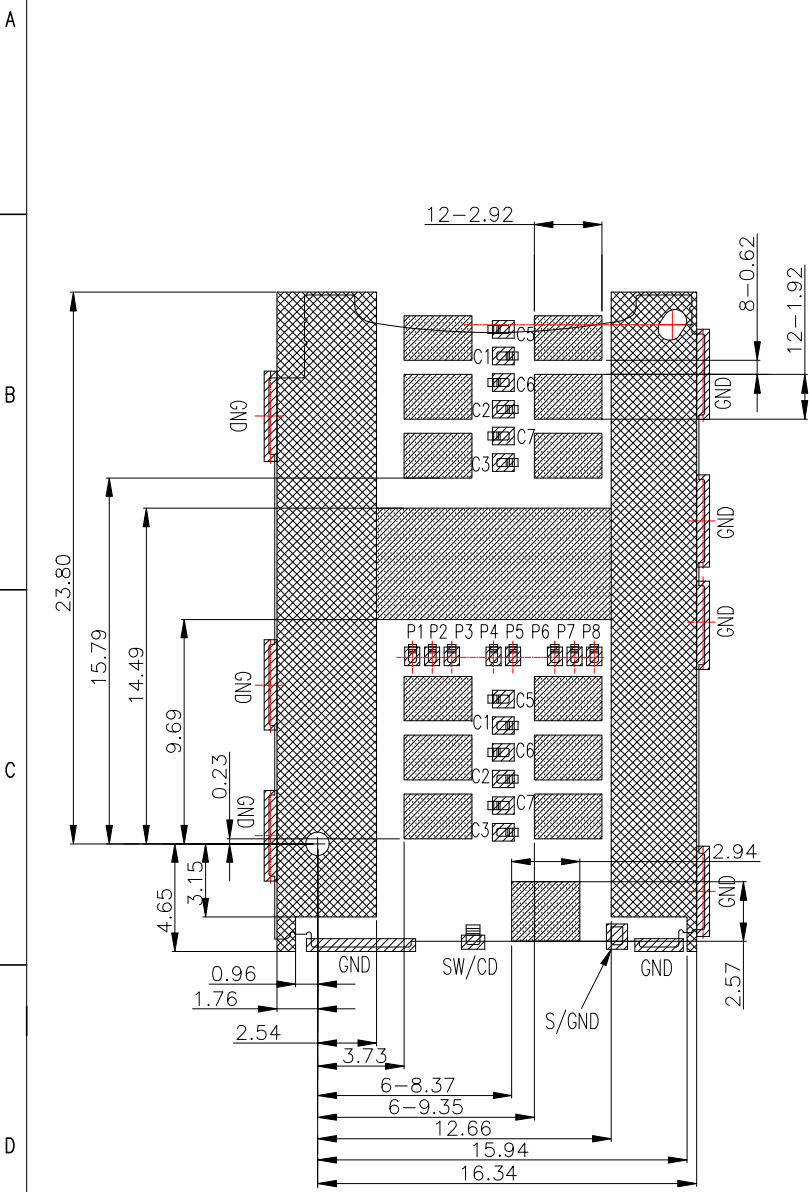 A
12-2.92
8-0.62
12-1.92
C5
C1
B
C6
GND
GND
C2
C7
C3
GND
23.80
15.79
14.49
P1 P2 P3 P4 P5 P6 P7 P8
GND
9.69
GND
C5
C1
C6
0.23
C
C2
C7
GND
C3
2.94
3.15
4.65
GND
GND
SW/CD
GND
0.96
2.57
1.76
S/GND
2.54
3.73
6-8.37
6-9.35
12.66
D
15.94
16.34